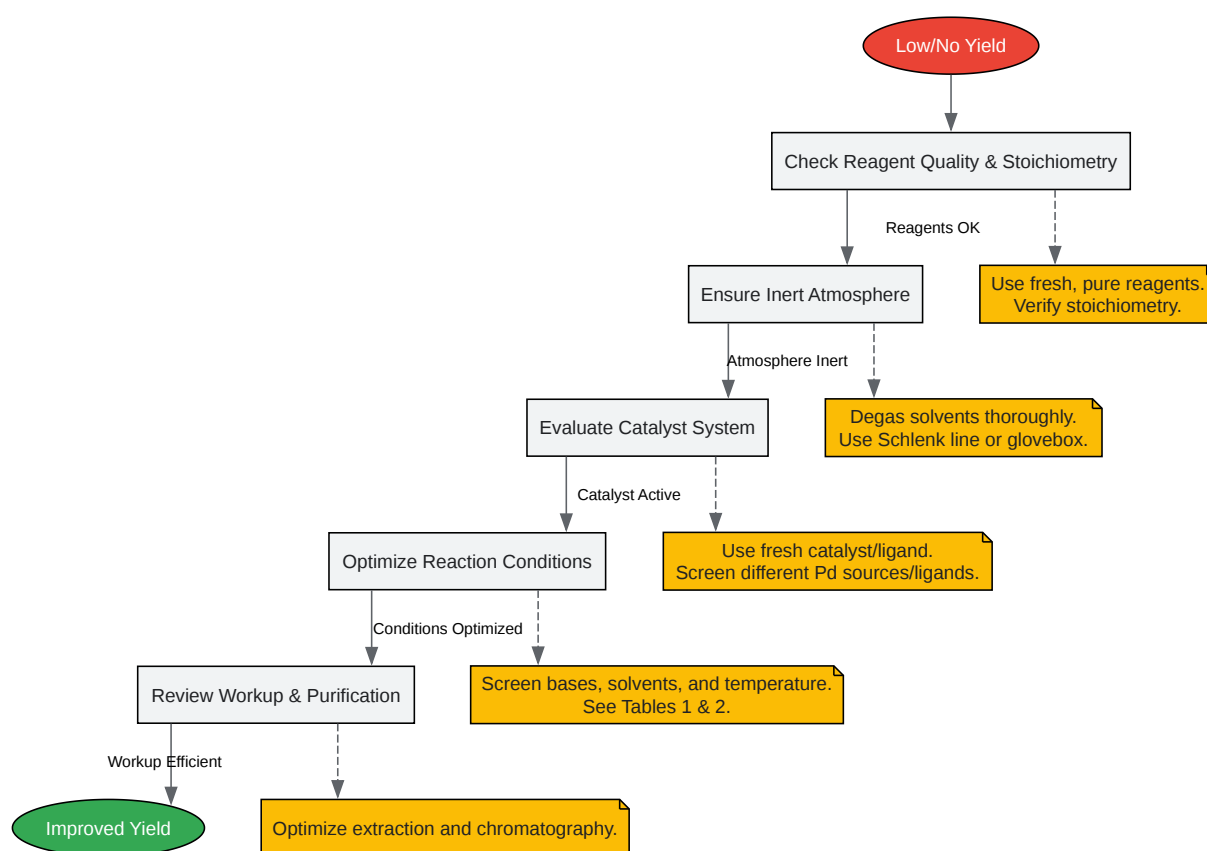 Low/No Yield
Check Reagent Quality & Stoichiometry
Reagents OK
Ensure Inert Atmosphere
Use fresh, pure reagents.
Verify stoichiometry.
Atmosphere Inert
Evaluate Catalyst System
Degas solvents thoroughly.
Use Schlenk line or glovebox.
Catalyst Active
Optimize Reaction Conditions
Use fresh catalyst/ligand.
Screen different Pd sources/ligands.
Conditions Optimized
Review Workup & Purification
Screen bases, solvents, and temperature.
See Tables 1 & 2.
Workup Efficient
Improved Yield
Optimize extraction and chromatography.